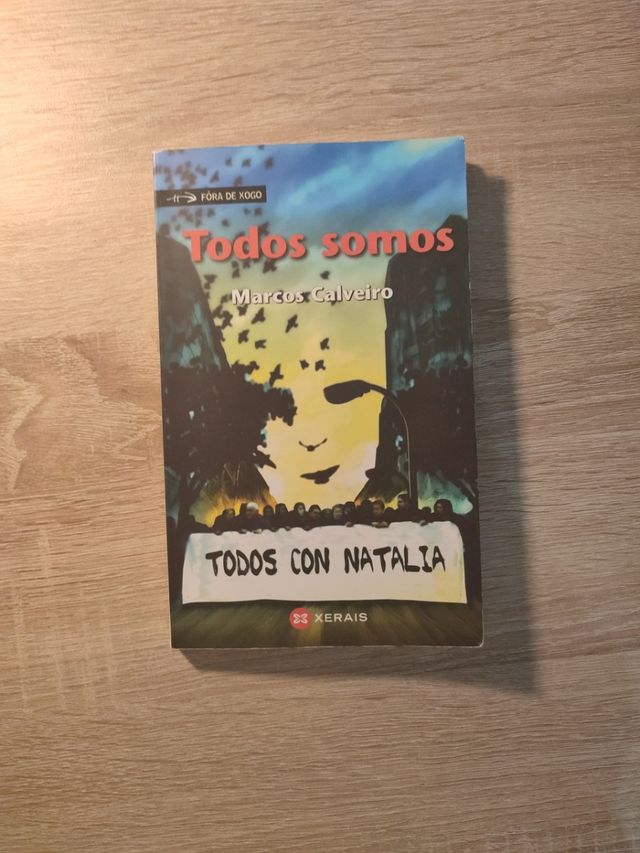 FÓRA DE XOGO
Todos somos
Marcos Calveiro
TODOS CON NATALIA
XERAIS